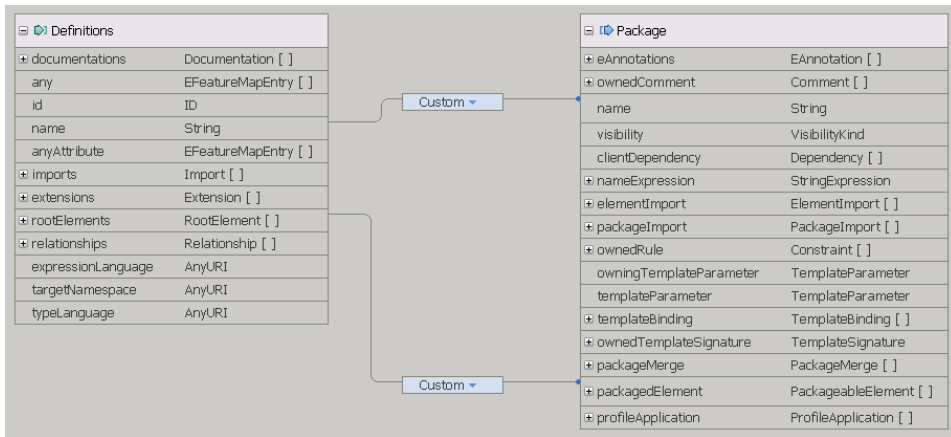 Definitions
documentations Documentation [ ]
any EFeatureMapEntry [ ]
id ID
name String
anyAttribute EFeatureMapEntry [ ]
imports Import [ ]
extensions Extension [ ]
rootElements RootElement [ ]
relationships Relationship [ ]
expressionLanguage AnyURI
targetNamespace AnyURI
typeLanguage AnyURI
Custom
Custom
Package
eAnnotations EAnnotation [ ]
ownedComment Comment [ ]
name String
visibility VisibilityKind
clientDependency Dependency [ ]
nameExpression StringExpression
elementImport ElementImport [ ]
packageImport PackageImport [ ]
ownedRule Constraint [ ]
owningTemplateParameter TemplateParameter
templateParameter TemplateParameter
templateBinding TemplateBinding [ ]
ownedTemplateSignature TemplateSignature
packageMerge PackageMerge [ ]
packagedElement PackageableElement [ ]
profileApplication ProfileApplication [ ]